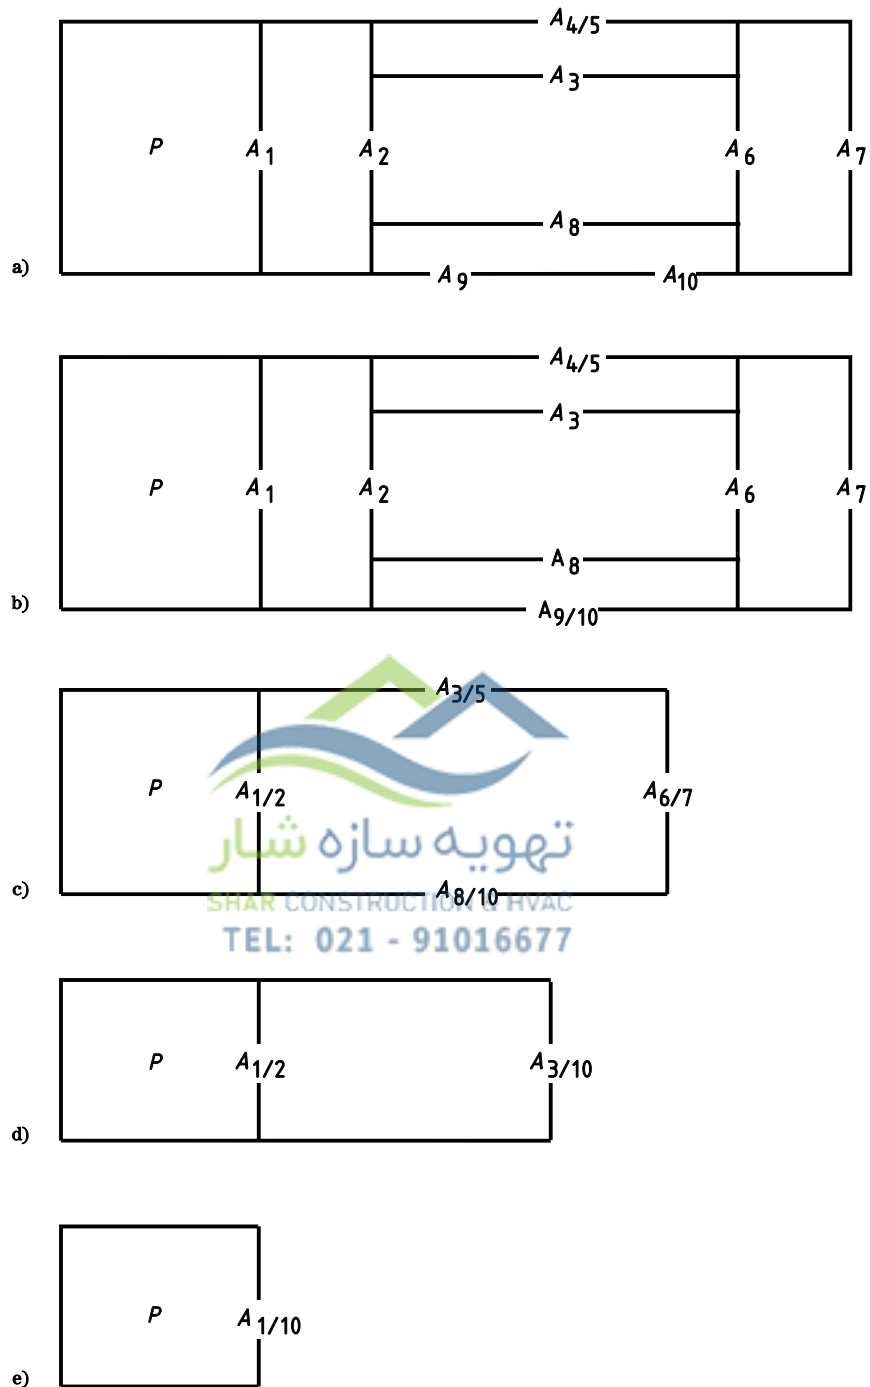 A4/5
A3
P A1 A2 A6 A7
A8
a)
A9 A10
A4/5
A3
P A1 A2 A6 A7
A8
b)
A9/10
A3/5
P A1/2 A6/7
تهویه سازه شار
c)
A8/10
SHAR CONSTRUCTION & HVAC
TEL: 021 - 91016677
P A1/2 A3/10
d)
P A1/10
e)